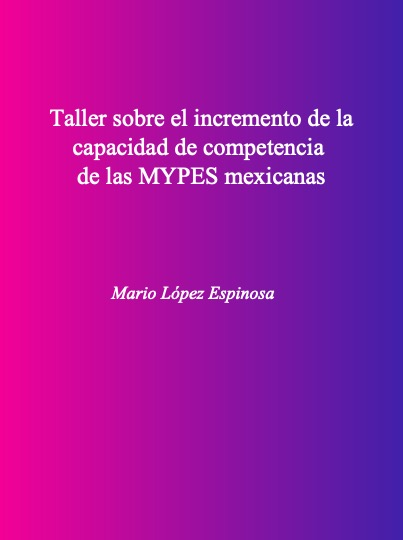 Taller sobre el incremento de la
capacidad de competencia
de las MYPES mexicanas
Mario López Espinosa